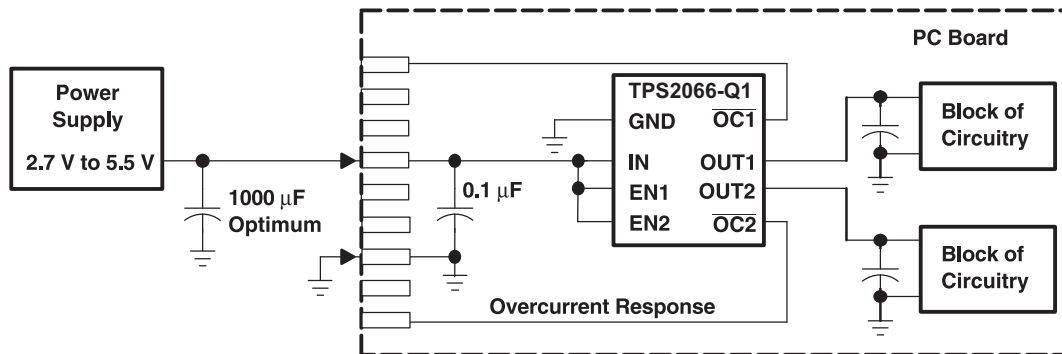 PC Board
Power
Supply
2.7 V to 5.5 V
1000 μF
Optimum
0.1 μF
TPS2066-Q1
GND
OC1
IN
OUT1
EN1
OUT2
EN2
OC2
Block of
Circuitry
Block of
Circuitry
Overcurrent Response